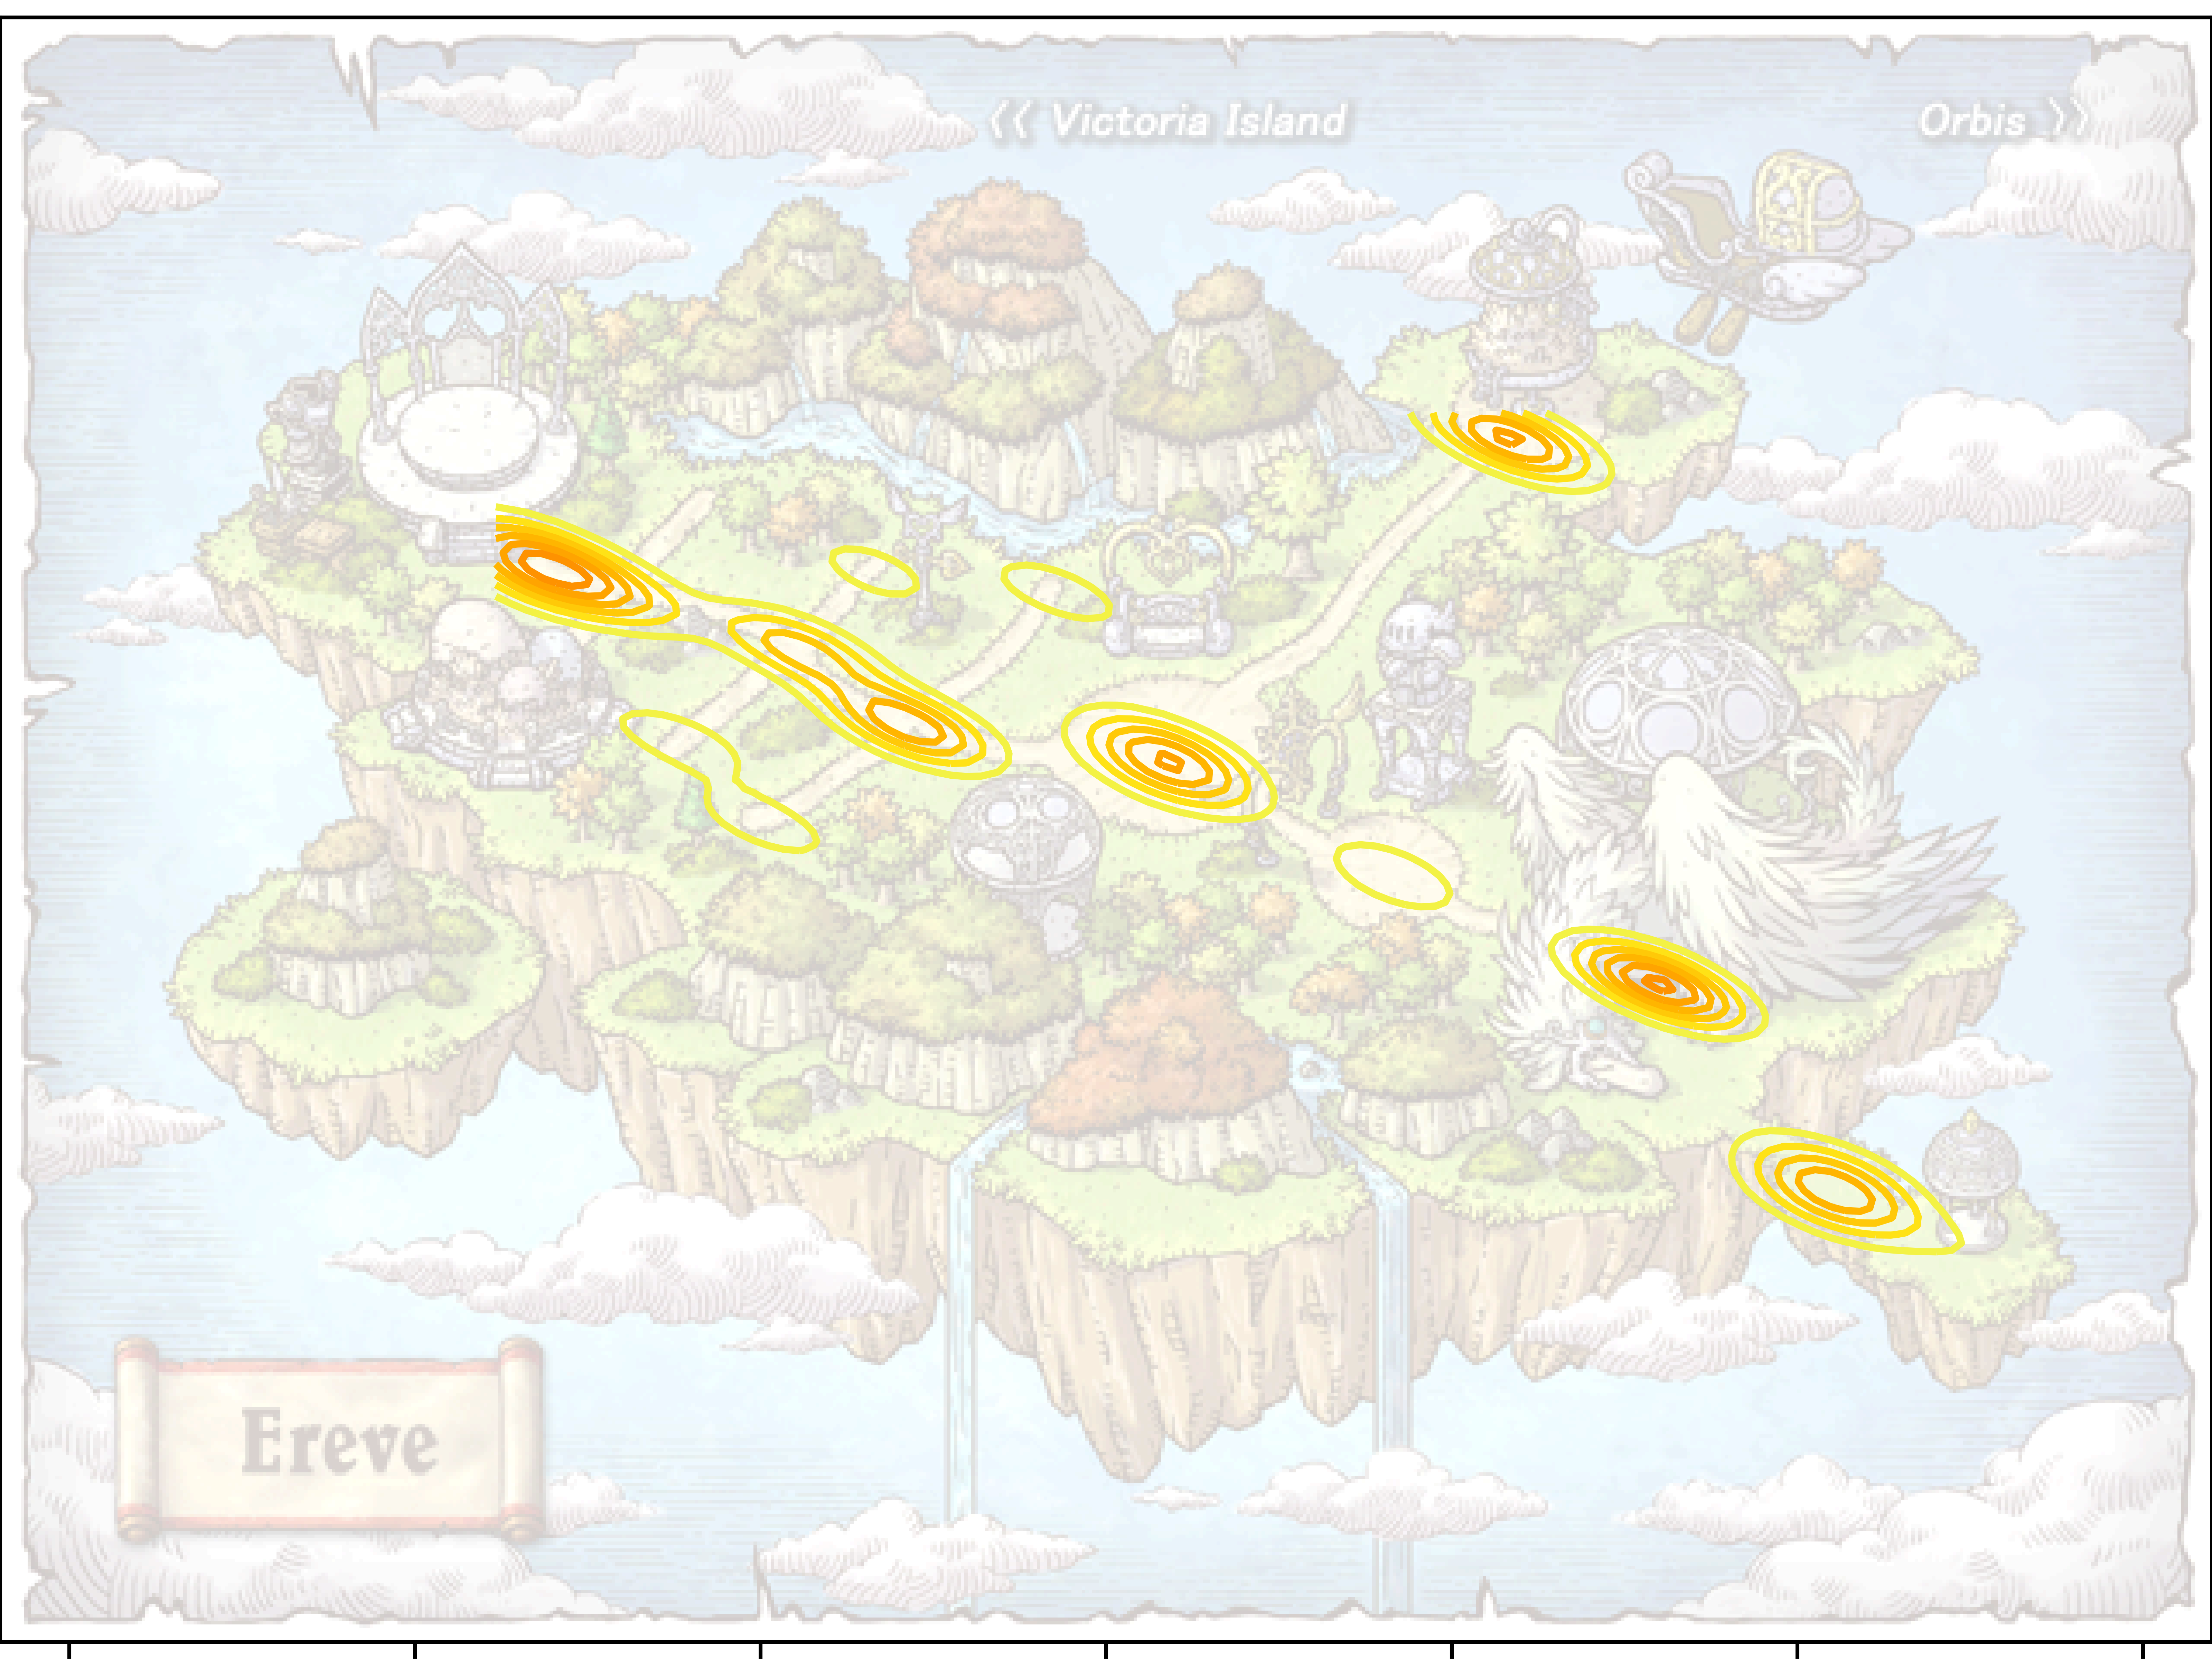 ⟨⟨ Victoria Island
Orbis ⟩⟩
Ereve